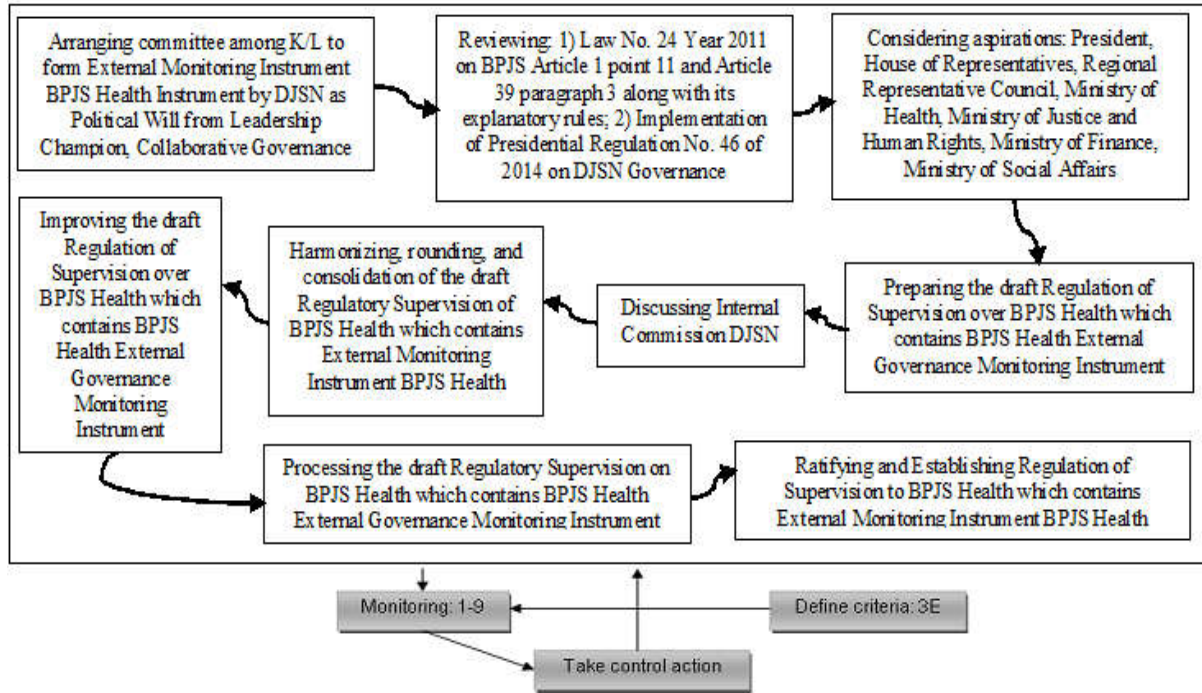 Arranging committee among K/L to
form External Monitoring Instrument
BPJS Health Instrument by DJSN as
Political Will from Leadership
Champion, Collaborative Governance
Reviewing: 1) Law No. 24 Year 2011
on BPJS Article 1 point 11 and Article
39 paragraph 3 along with its
explanatory rules; 2) Implementation
of Presidential Regulation No. 46 of
2014 on DJSN Governance
Considering aspirations: President,
House of Representatives, Regional
Representative Council, Ministry of
Health, Ministry of Justice and
Human Rights, Ministry of Finance,
Ministry of Social Affairs
Preparing the draft Regulation of
Supervision over BPJS Health which
contains BPJS Health External
Governance Monitoring Instrument
Discussing Internal
Commission DJSN
Harmonizing, rounding, and
consolidation of the draft
Regulatory Supervision of
BPJS Health which contains
External Monitoring
Instrument BPJS Health
Improving the draft
Regulation of
Supervision over
BPJS Health which
contains BPJS
Health External
Governance
Monitoring
Instrument
Processing the draft Regulatory Supervision on
BPJS Health which contains BPJS Health
External Governance Monitoring Instrument
Ratifying and Establishing Regulation of
Supervision to BPJS Health which contains
External Monitoring Instrument BPJS Health
Monitoring: 1-9
Define criteria: 3E
Take control action